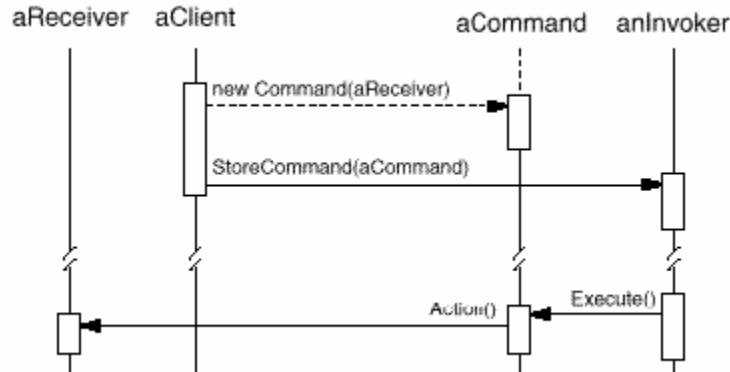 aReceiver aClient aCommand anInvoker
new Command(aReceiver)
StoreCommand(aCommand)
Action() Execute()